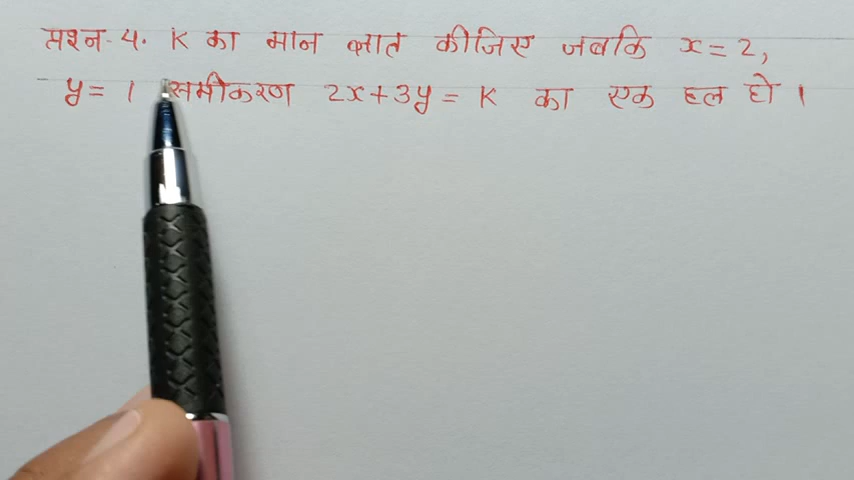 प्रश्न-4. K का मान ज्ञात कीजिए जबकि x = 2,
y = 1 समीकरण 2x+3y = K का एक हल हो ।